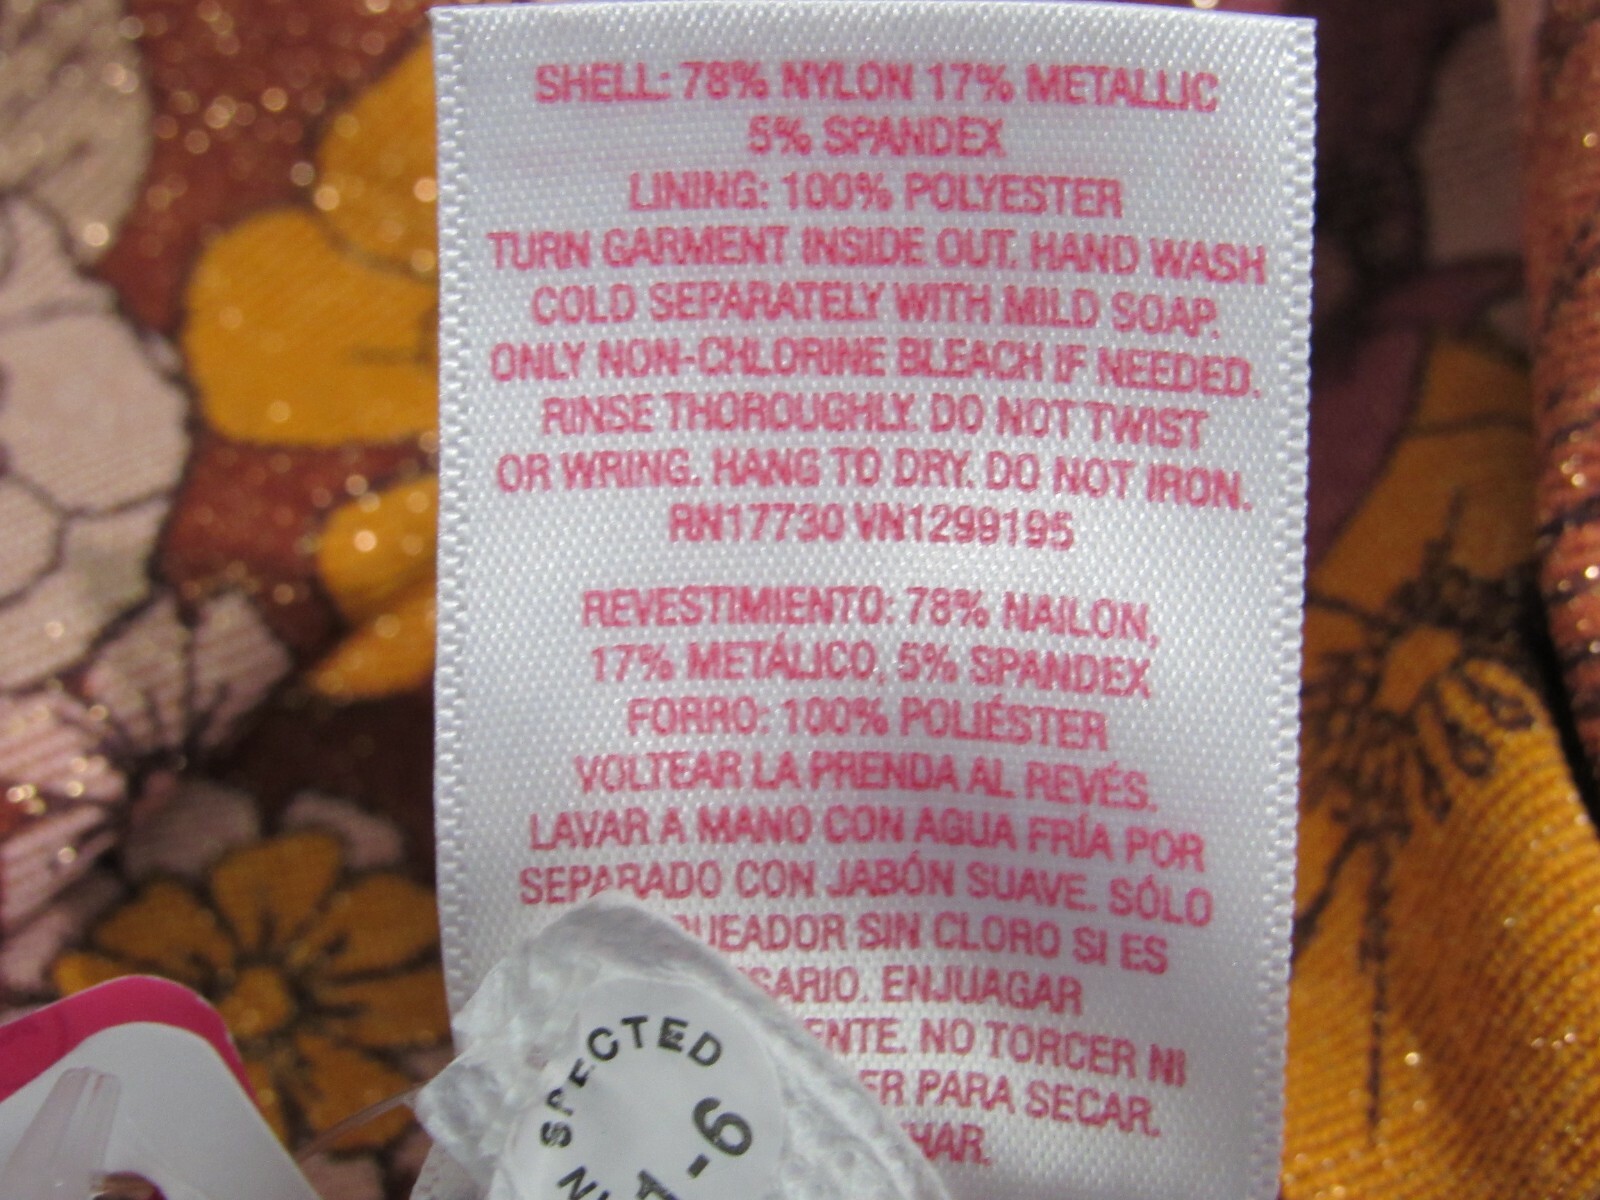 SHELL: 78% NYLON 17% METALLIC
5% SPANDEX
LINING: 100% POLYESTER
TURN GARMENT INSIDE OUT. HAND WASH
COLD SEPARATELY WITH MILD SOAP.
ONLY NON-CHLORINE BLEACH IF NEEDED.
RINSE THOROUGHLY. DO NOT TWIST
OR WRING. HANG TO DRY. DO NOT IRON.
RN17730 VN1299195
REVESTIMIENTO: 78% NAILON,
17% METÁLICO, 5% SPANDEX
FORRO: 100% POLIÉSTER
VOLTEAR LA PRENDA AL REVÉS.
LAVAR A MANO CON AGUA FRÍA POR
SEPARADO CON JABÓN SUAVE. SÓLO
SIN CLORO SI ES
ENJUAGAR
NO TORCER NI
PARA SECAR.